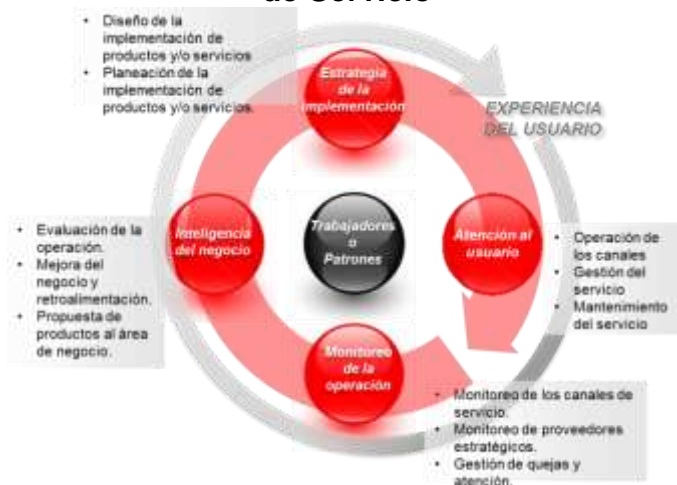 de Servicio
• Diseño de la
implementación de
productos y/o servicios
• Planeación de la
implementación de
productos y/o servicios.
Estrategia
de la
implementación
EXPERIENCIA
DEL USUARIO
Inteligencia
del negocio
Trabajadores
o
Patrones
Atención al
usuario
• Evaluación de la
operación.
• Mejora del
negocio y
retroalimentación.
• Propuesta de
productos al área
de negocio.
• Operación de
los canales
• Gestión del
servicio
• Mantenimiento
del servicio
Monitoreo
de la
operación
• Monitoreo de los canales de
servicio.
• Monitoreo de proveedores
estratégicos.
• Gestión de quejas y
atención.